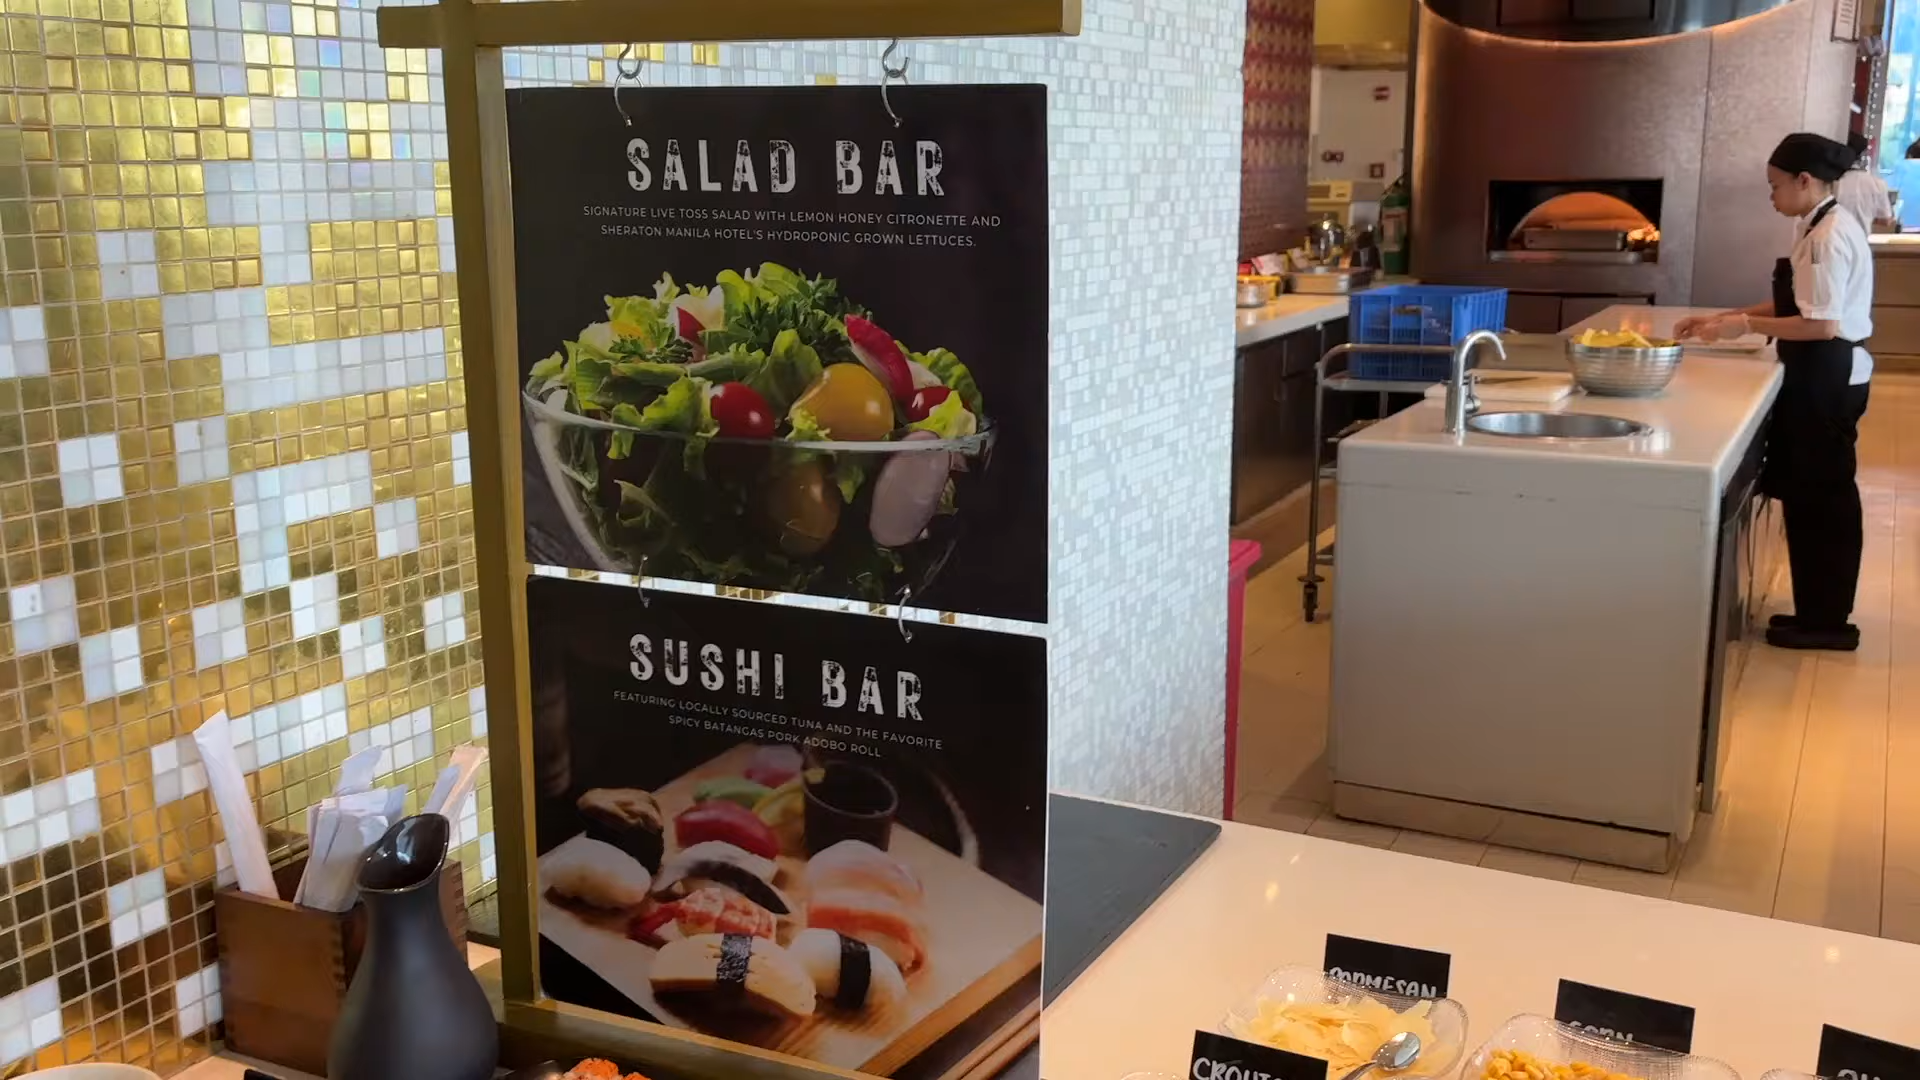 SALAD BAR
SIGNATURE LIVE TOSS SALAD WITH LEMON HONEY CITRONETTE AND
SHERATON MANILA HOTEL'S HYDROPONIC GROWN LETTUCES.
SUSHI BAR
FEATURING LOCALLY SOURCED TUNA AND THE FAVORITE
SPICY BATANGAS PORK ADOBO ROLL
PARMESAN
CORN